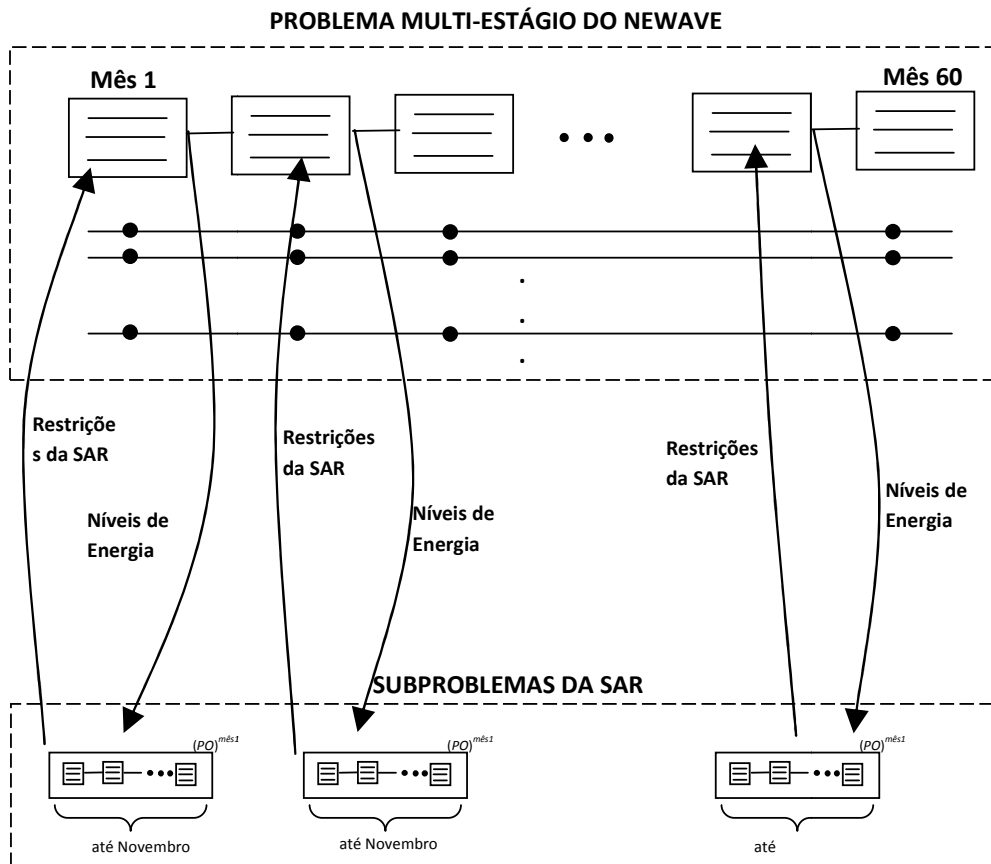 PROBLEMA MULTI-ESTÁGIO DO NEWAVE
Mês 1
Mês 60
Restriçõe
s da SAR
Níveis de
Energia
Restrições
da SAR
Níveis de
Energia
Restrições
da SAR
Níveis de
Energia
SUBPROBLEMAS DA SAR
(PO)^mês1
(PO)^mês1
(PO)^mês1
até Novembro
até Novembro
até